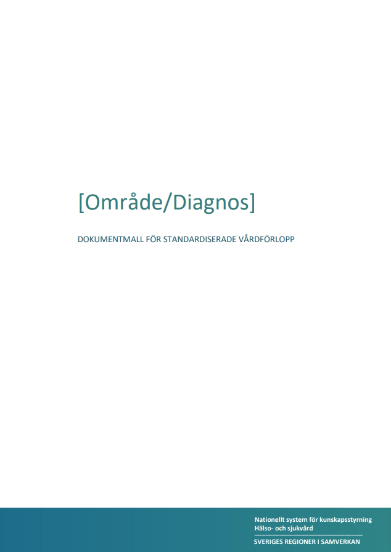 [Område/Diagnos]
DOKUMENTMALL FÖR STANDARDISERADE VÅRDFÖRLOPP
Nationellt system för kunskapsstyrning
Hälso- och sjukvård
SVERIGES REGIONER I SAMVERKAN